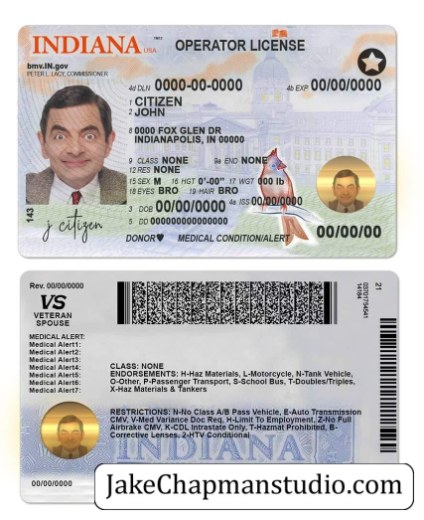 INDIANA USA OPERATOR LICENSE
bmv.IN.gov
PETER L. LACY, COMMISSIONER
4d DLN 0000-00-0000 4b EXP 00/00/0000
1 CITIZEN
2 JOHN
8 0000 FOX GLEN DR
INDIANAPOLIS, IN 00000
9 CLASS NONE 9a END NONE
12 RES NONE
15 SEX M 16 HGT 0'-00" 17 WGT 000 lb
18 EYES BRO 19 HAIR BRO
3 DOB 00/00/0000 4a ISS 00/00/0000
5 DD 000000000000000
143
j citizen
DONOR♥ MEDICAL CONDITION/ALERT
00/00/00
Rev. 00/00/0000
VS
VETERAN
SPOUSE
MEDICAL ALERT:
Medical Alert1:
Medical Alert2:
Medical Alert3:
Medical Alert4:
Medical Alert5:
Medical Alert6:
Medical Alert7:
CLASS: NONE
ENDORSEMENTS: H-Haz Materials, L-Motorcycle, N-Tank Vehicle,
O-Other, P-Passenger Transport, S-School Bus, T-Doubles/Triples,
X-Haz Materials & Tankers
RESTRICTIONS: N-No Class A/B Pass Vehicle, E-Auto Transmission
CMV, V-Med Variance Doc Req, H-Limit To Employment, Z-No Full
Airbrake CMV, K-CDL Intrastate Only, T-Hazmat Prohibited, B-
Corrective Lenses, 2-HTV Conditional
INDIANA
21
00/00/0000
JakeChapmanstudio.com